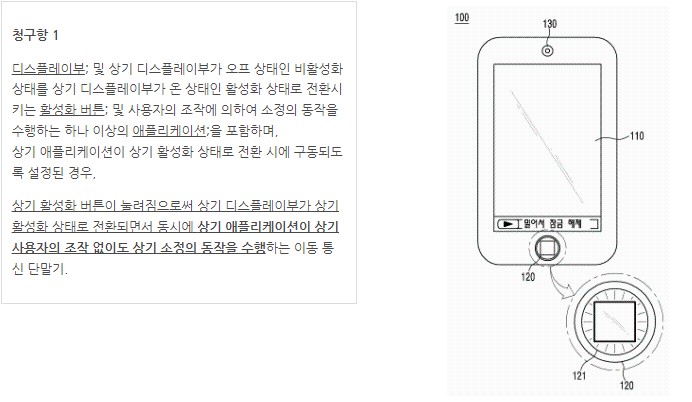 청구항 1
디스플레이부; 및 상기 디스플레이부가 오프 상태인 비활성화
상태를 상기 디스플레이부가 온 상태인 활성화 상태로 전환시
키는 활성화 버튼; 및 사용자의 조작에 의하여 소정의 동작을
수행하는 하나 이상의 애플리케이션;을 포함하며,
상기 애플리케이션이 상기 활성화 상태로 전환 시에 구동되도
록 설정된 경우,
상기 활성화 버튼이 눌려짐으로써 상기 디스플레이부가 상기
활성화 상태로 전환되면서 동시에 상기 애플리케이션이 상기
사용자의 조작 없이도 상기 소정의 동작을 수행하는 이동 통
신 단말기.
100
130
110
밀어서 잠금 해제
120
121
120